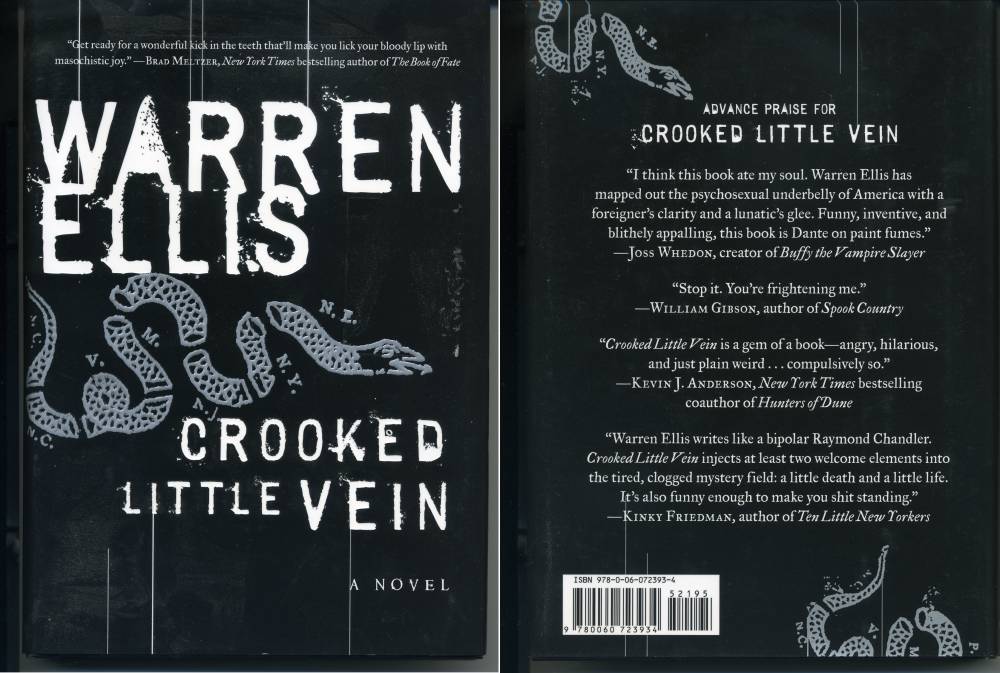 “Get ready for a wonderful kick in the teeth that’ll make you lick your bloody lip with
masochistic joy.” —Brad Meltzer, New York Times bestselling author of The Book of Fate
WARREN
ELLIS
N. E.
S. C.
M.
V.
N. Y.
N. J.
N. C.
CROOKED
LITTLE VEIN
A NOVEL
N. E.
N. Y.
N. J.
ADVANCE PRAISE FOR
CROOKED LITTLE VEIN
“I think this book ate my soul. Warren Ellis has
mapped out the psychosexual underbelly of America with a
foreigner’s clarity and a lunatic’s glee. Funny, inventive, and
blithely appalling, this book is Dante on paint fumes.”
—Joss Whedon, creator of Buffy the Vampire Slayer
“Stop it. You’re frightening me.”
—William Gibson, author of Spook Country
“Crooked Little Vein is a gem of a book—angry, hilarious,
and just plain weird . . . compulsively so.”
—Kevin J. Anderson, New York Times bestselling
coauthor of Hunters of Dune
“Warren Ellis writes like a bipolar Raymond Chandler.
Crooked Little Vein injects at least two welcome elements into
the tired, clogged mystery field: a little death and a little life.
It’s also funny enough to make you shit standing.”
—Kinky Friedman, author of Ten Little New Yorkers
ISBN 978-0-06-072393-4
52195
9 780060 723934
N. C.
V.
M
P.